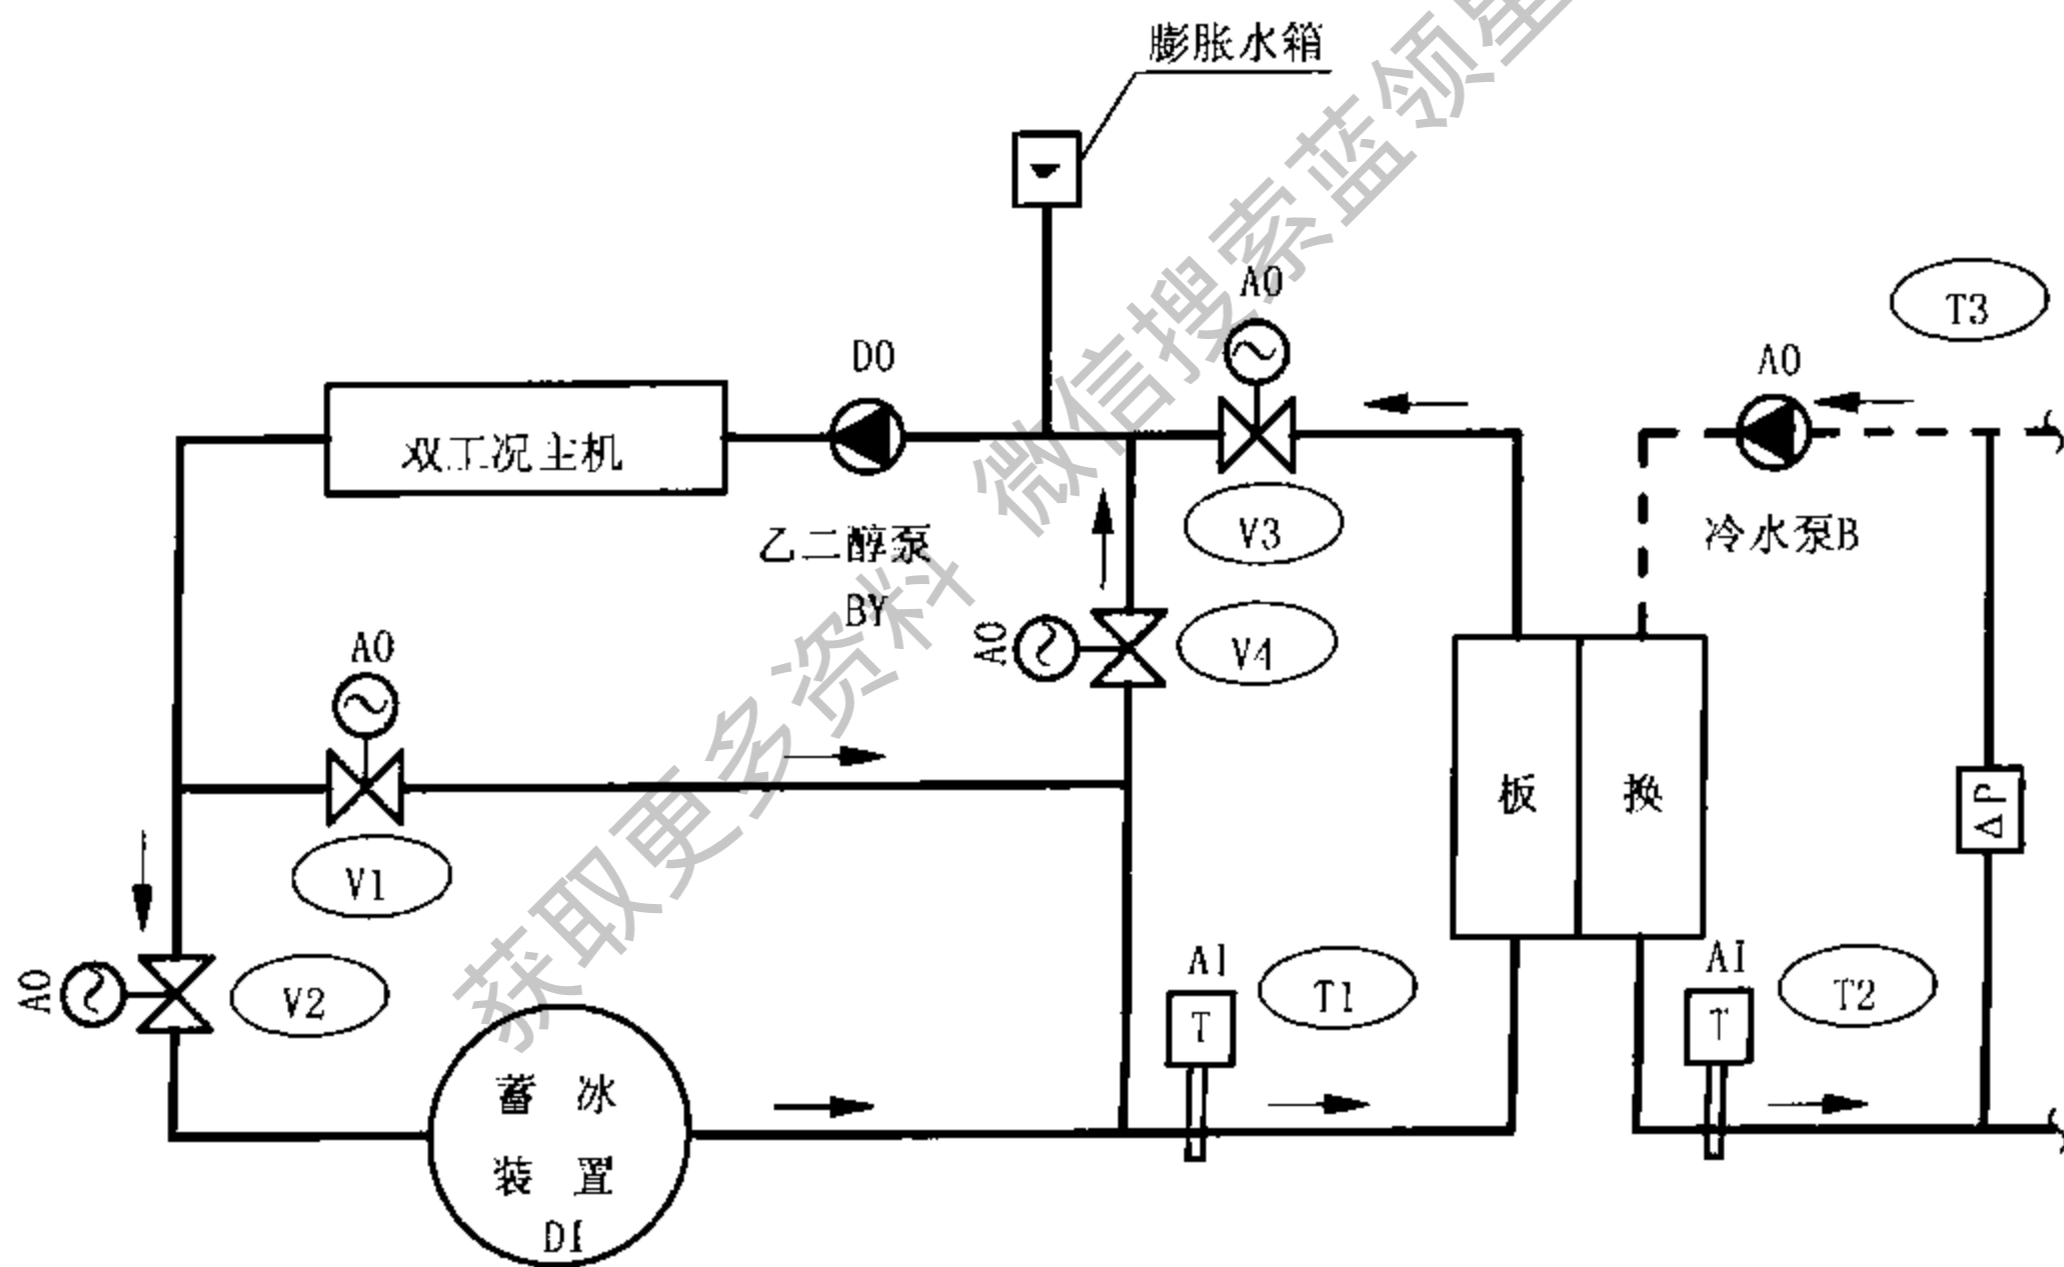 膨胀水箱
AO
T3
DO
AO
双工况主机
乙二醇泵
BY
V3
冷水泵B
AO
AO
V4
板 换
ΔP
V1
AO
V2
AI
T
T1
AI
T
T2
蓄 冰
装 置
DI
获取更多资料 微信搜索蓝领星